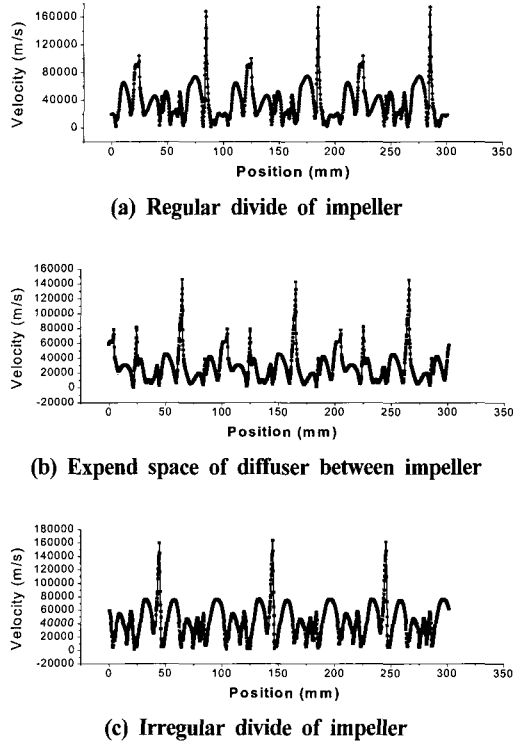 160000
120000
80000
40000
0
Velocity (m/s)
0 50 100 150 200 250 300 350
Position (mm)
(a) Regular divide of impeller
160000
140000
120000
100000
80000
60000
40000
20000
0
-20000
Velocity (m/s)
0 50 100 150 200 250 300 350
Position (mm)
(b) Expend space of diffuser between impeller
180000
160000
140000
120000
100000
80000
60000
40000
20000
0
-20000
Velocity (m/s)
0 50 100 150 200 250 300 350
Position (mm)
(c) Irregular divide of impeller